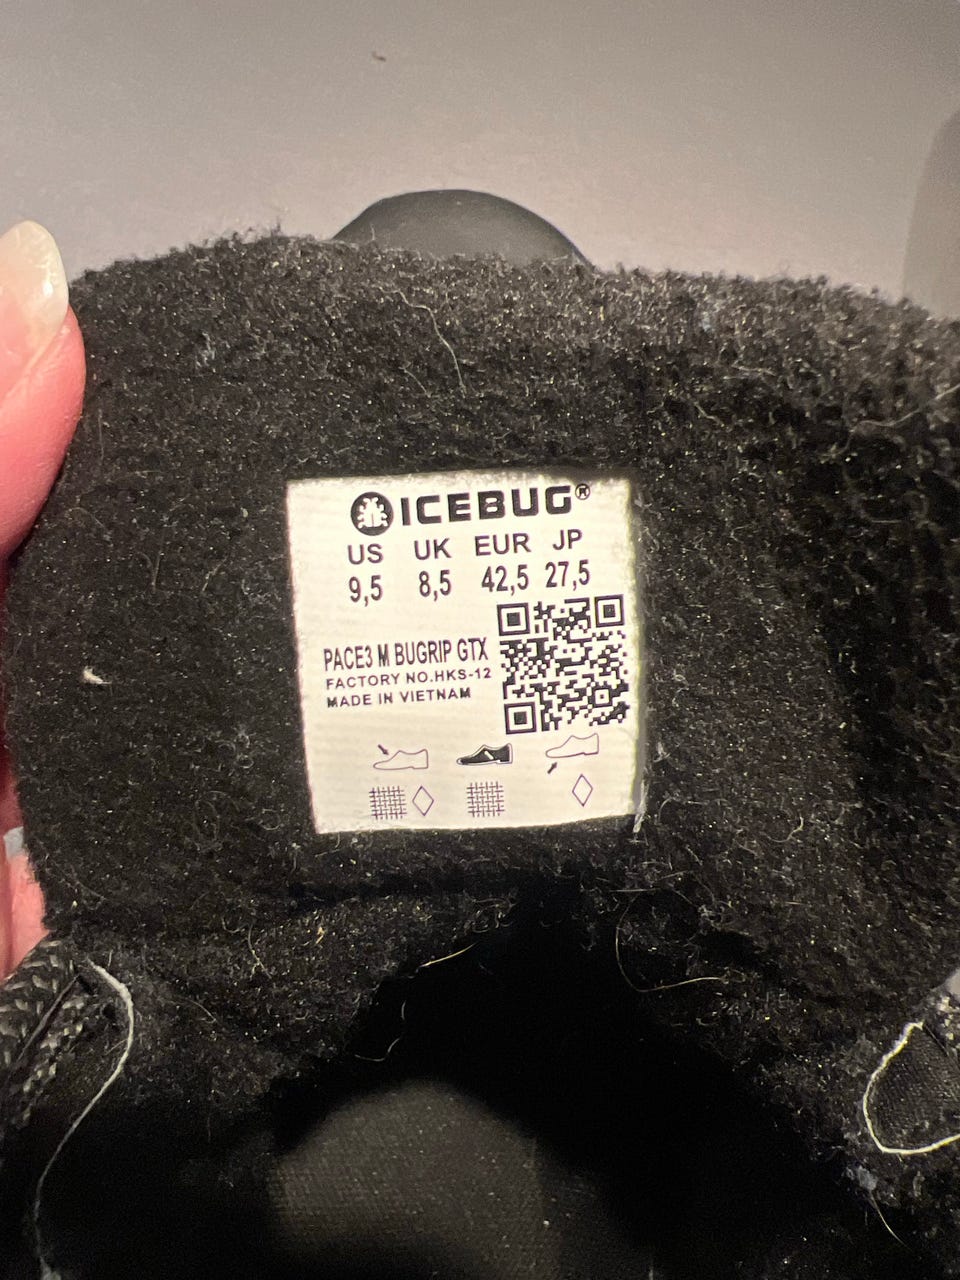 ICEBUG®
US UK EUR JP
9,5 8,5 42,5 27,5
PACE3 M BUGRIP GTX
FACTORY NO.HKS-12
MADE IN VIETNAM